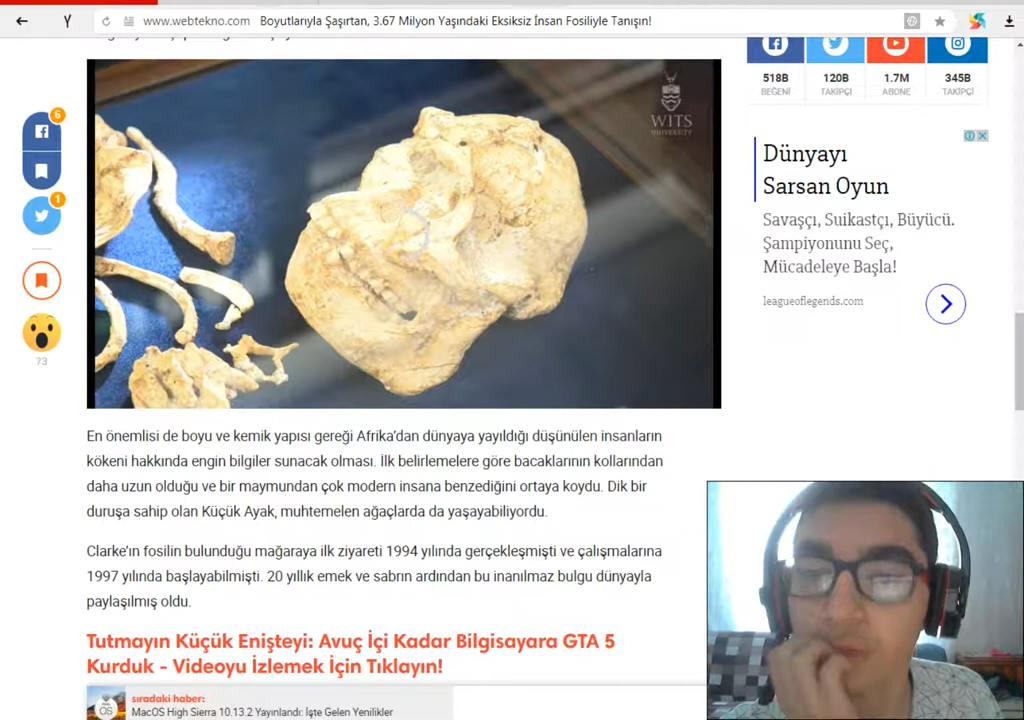 www.webtekno.com Boyutlarıyla Şaşırtan, 3.67 Milyon Yaşındaki Eksiksiz İnsan Fosiliyle Tanışın!
518B
BEĞENİ
120B
TAKİPÇİ
1.7M
ABONE
345B
TAKİPÇİ
WITS
UNIVERSITY
6
1
73
Dünyayı
Sarsan Oyun
Savaşçı, Suikastçı, Büyücü.
Şampiyonunu Seç,
Mücadeleye Başla!
leagueoflegends.com
En önemlisi de boyu ve kemik yapısı gereği Afrika'dan dünyaya yayıldığı düşünülen insanların
kökeni hakkında engin bilgiler sunacak olması. İlk belirlemelere göre bacaklarının kollarından
daha uzun olduğu ve bir maymundan çok modern insana benzediğini ortaya koydu. Dik bir
duruşa sahip olan Küçük Ayak, muhtemelen ağaçlarda da yaşayabiliyordu.
Clarke'ın fosilin bulunduğu mağaraya ilk ziyareti 1994 yılında gerçekleşmişti ve çalışmalarına
1997 yılında başlayabilmişti. 20 yıllık emek ve sabrın ardından bu inanılmaz bulgu dünyayla
paylaşılmış oldu.
Tutmayın Küçük Enişteyi: Avuç İçi Kadar Bilgisayara GTA 5
Kurduk - Videoyu İzlemek İçin Tıklayın!
sıradaki haber:
MacOS High Sierra 10.13.2 Yayınlandı: İşte Gelen Yenilikler
OS